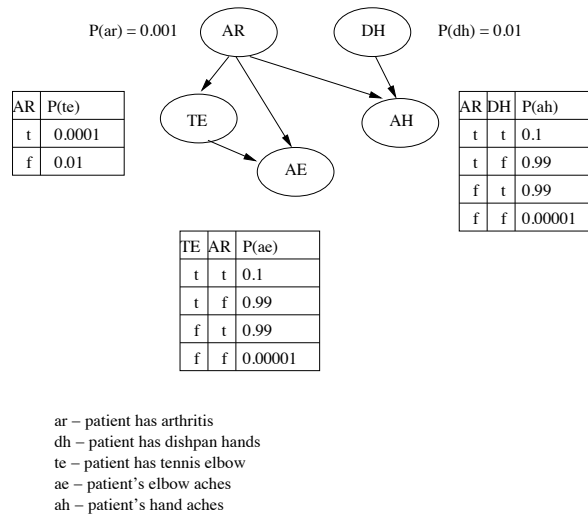 P(ar) = 0.001
AR
DH
P(dh) = 0.01
AR P(te)
t 0.0001
f 0.01
TE
AE
AH
AR DH P(ah)
t t 0.1
t f 0.99
f t 0.99
f f 0.00001
TE AR P(ae)
t t 0.1
t f 0.99
f t 0.99
f f 0.00001
ar – patient has arthritis
dh – patient has dishpan hands
te – patient has tennis elbow
ae – patient's elbow aches
ah – patient's hand aches